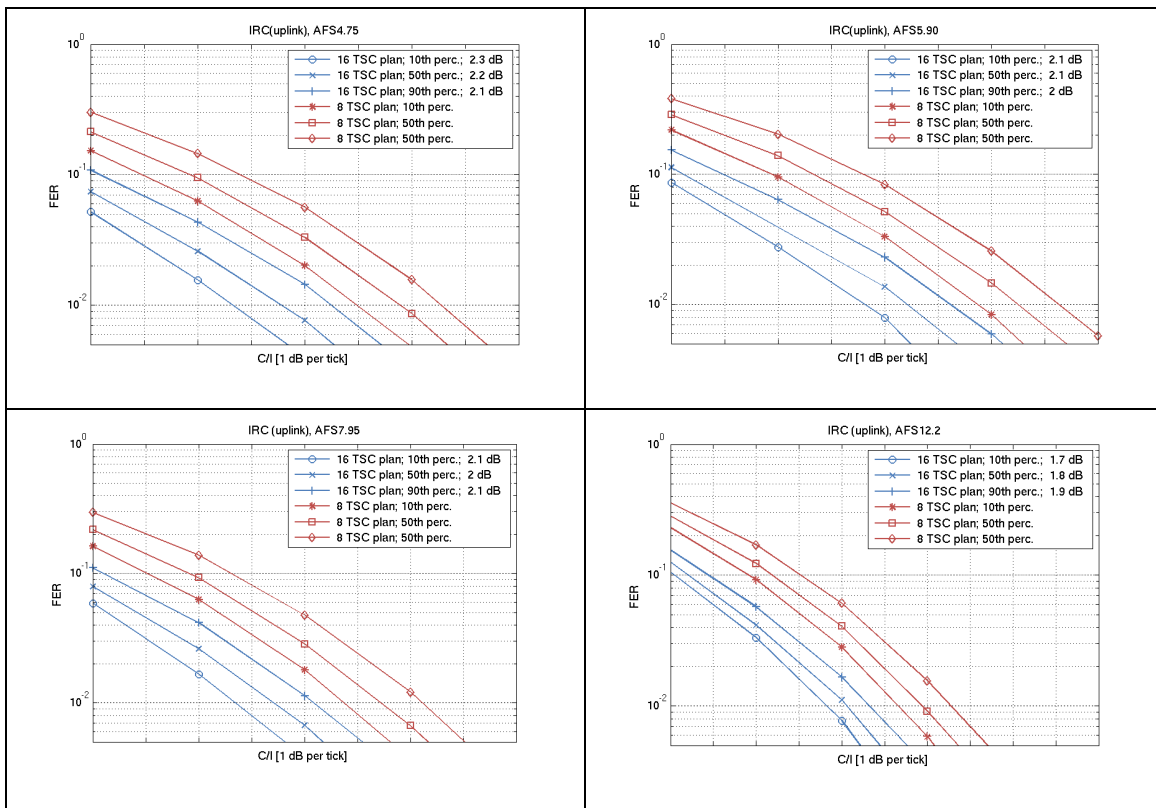 IRC(uplink), AFS4.75
10^0
16 TSC plan; 10th perc.; 2.3 dB
16 TSC plan; 50th perc.; 2.2 dB
16 TSC plan; 90th perc.; 2.1 dB
8 TSC plan; 10th perc.
8 TSC plan; 50th perc.
8 TSC plan; 50th perc.
10^-1
FER
10^-2
C/I [1 dB per tick]
IRC(uplink), AFS5.90
10^0
16 TSC plan; 10th perc.; 2.1 dB
16 TSC plan; 50th perc.; 2.1 dB
16 TSC plan; 90th perc.; 2 dB
8 TSC plan; 10th perc.
8 TSC plan; 50th perc.
8 TSC plan; 50th perc.
10^-1
FER
10^-2
C/I [1 dB per tick]
IRC (uplink), AFS7.95
10^0
16 TSC plan; 10th perc.; 2.1 dB
16 TSC plan; 50th perc.; 2 dB
16 TSC plan; 90th perc.; 2.1 dB
8 TSC plan; 10th perc.
8 TSC plan; 50th perc.
8 TSC plan; 50th perc.
10^-1
FER
10^-2
C/I [1 dB per tick]
IRC (uplink), AFS12.2
10^0
16 TSC plan; 10th perc.; 1.7 dB
16 TSC plan; 50th perc.; 1.8 dB
16 TSC plan; 90th perc.; 1.9 dB
8 TSC plan; 10th perc.
8 TSC plan; 50th perc.
8 TSC plan; 50th perc.
10^-1
FER
10^-2
C/I [1 dB per tick]